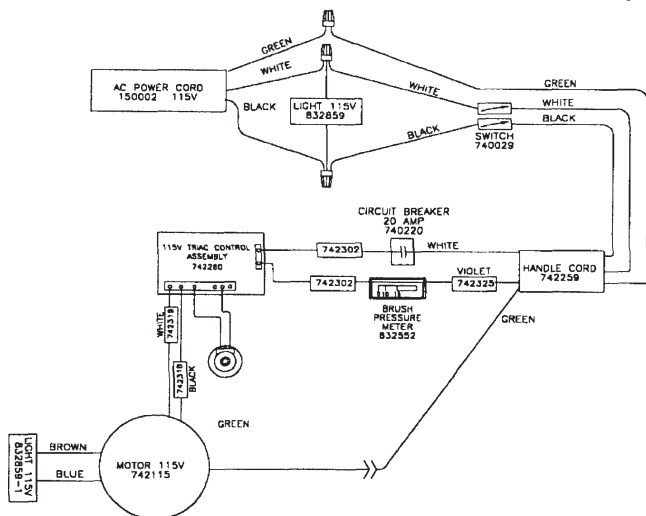 GREEN
WHITE
BLACK
AC POWER CORD
150002 115V
LIGHT 115V
832859
WHITE
BLACK
GREEN
WHITE
BLACK
SWITCH
740029
CIRCUIT BREAKER
20 AMP
740220
115V TRIAC CONTROL
ASSEMBLY
742260
742302
WHITE
742302
VIOLET
742325
HANDLE CORD
742259
BRUSH
PRESSURE
METER
832552
GREEN
WHITE
742319
742318
BLACK
GREEN
BROWN
BLUE
LIGHT 115V
832859-1
MOTOR 115V
742115